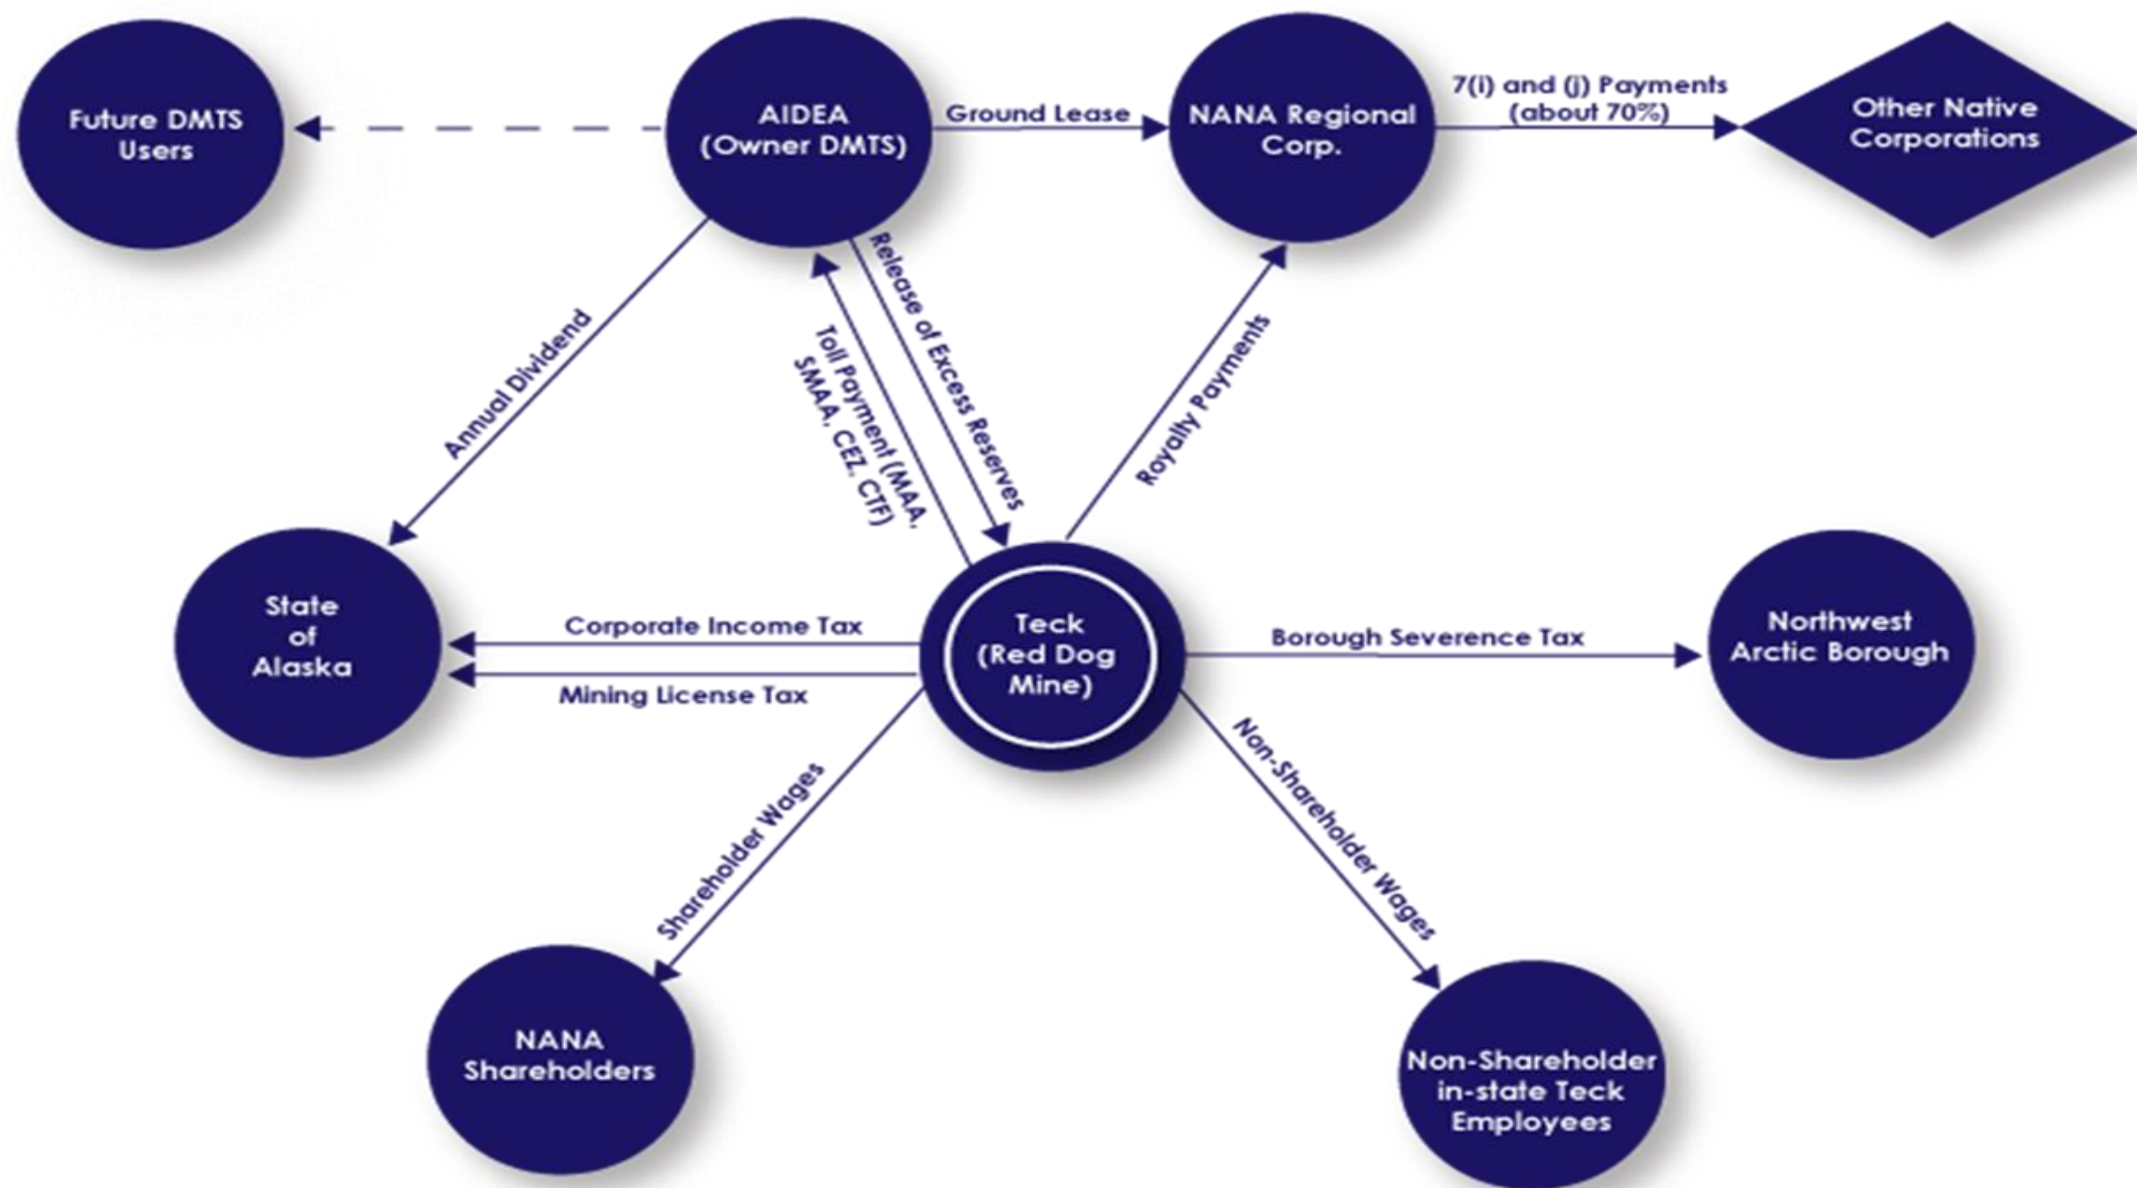 Future DMTS
Users
AIDEA
(Owner DMTS)
Ground Lease
NANA Regional
Corp.
7(i) and (j) Payments
(about 70%)
Other Native
Corporations
Annual Dividend
Toll Payment (MAA,
SMAA, CEZ, CTF)
Release of Excess Reserves
Royalty Payments
State
of
Alaska
Corporate Income Tax
Mining License Tax
Teck
(Red Dog
Mine)
Borough Severence Tax
Northwest
Arctic Borough
Shareholder Wages
Non-Shareholder Wages
NANA
Shareholders
Non-Shareholder
in-state Teck
Employees